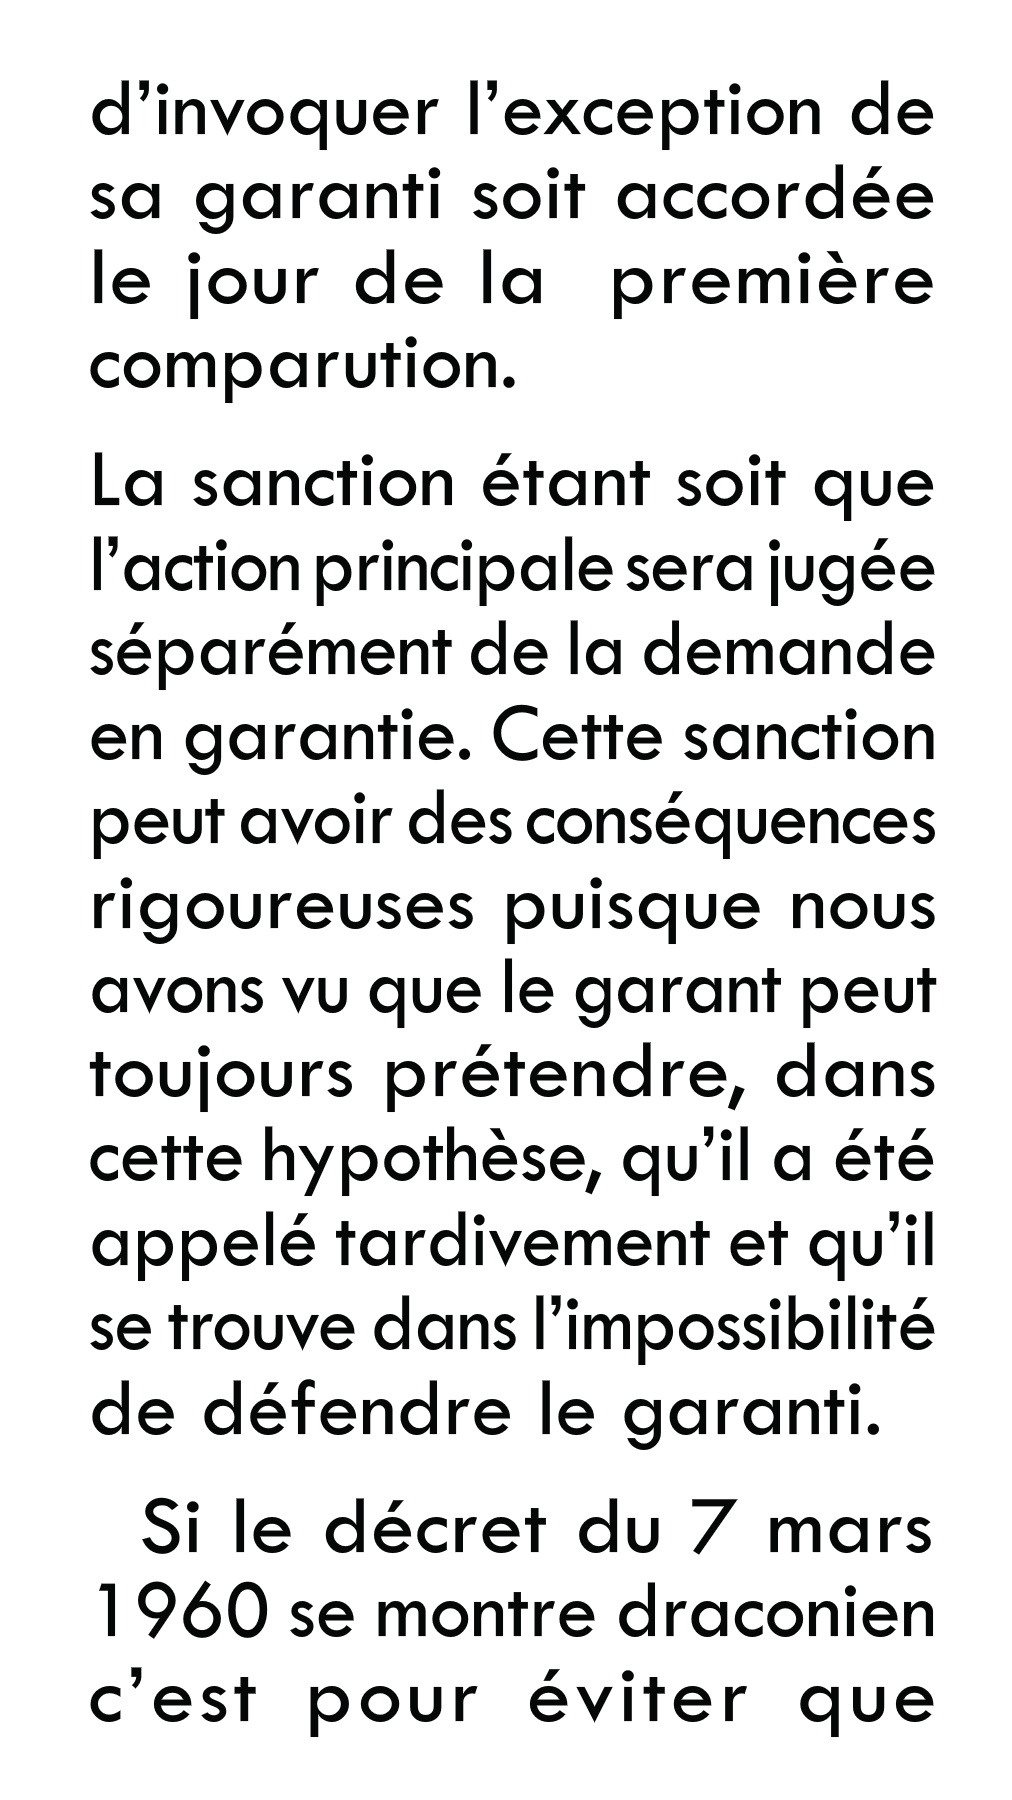 d’invoquer l’exception de
sa garanti soit accordée
le jour de la première
comparution.
La sanction étant soit que
l’action principale sera jugée
séparément de la demande
en garantie. Cette sanction
peut avoir des conséquences
rigoureuses puisque nous
avons vu que le garant peut
toujours prétendre, dans
cette hypothèse, qu’il a été
appelé tardivement et qu’il
se trouve dans l’impossibilité
de défendre le garanti.
Si le décret du 7 mars
1960 se montre draconien
c’est pour éviter que